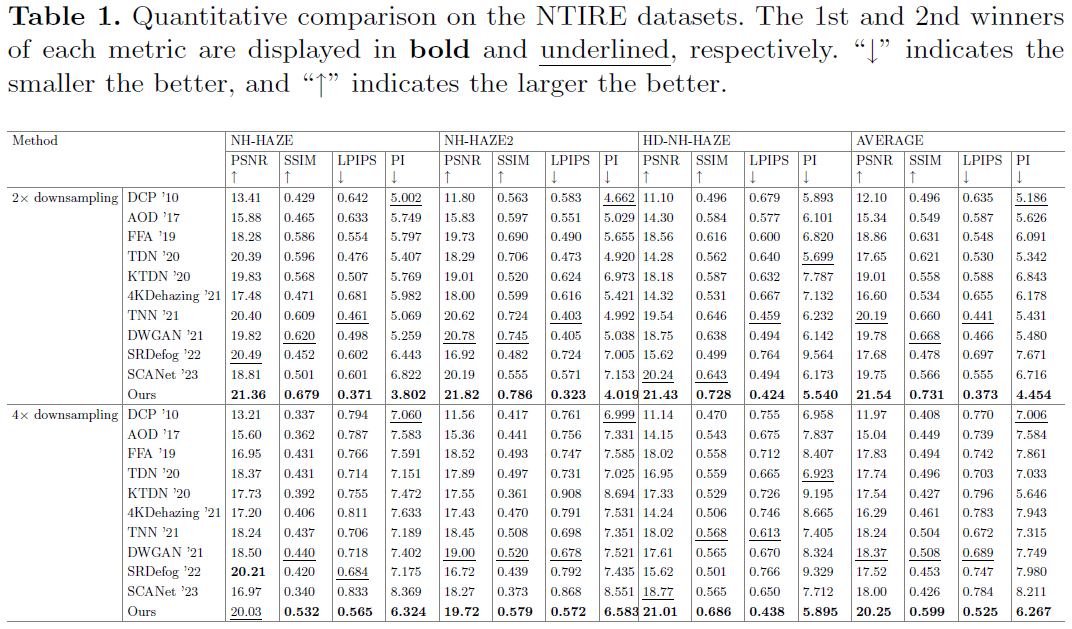 Table 1. Quantitative comparison on the NTIRE datasets. The 1st and 2nd winners
of each metric are displayed in bold and underlined, respectively. “↓” indicates the
smaller the better, and “↑” indicates the larger the better.
Method NH-HAZE NH-HAZE2 HD-NH-HAZE AVERAGE
PSNR SSIM LPIPS PI PSNR SSIM LPIPS PI PSNR SSIM LPIPS PI PSNR SSIM LPIPS PI
↑ ↑ ↓ ↓ ↑ ↑ ↓ ↓ ↑ ↑ ↓ ↓ ↑ ↑ ↓ ↓
2× downsampling DCP '10 13.41 0.429 0.642 5.002 11.80 0.563 0.583 4.662 11.10 0.496 0.679 5.893 12.10 0.496 0.635 5.186
AOD '17 15.88 0.465 0.633 5.749 15.83 0.597 0.551 5.029 14.30 0.584 0.577 6.101 15.34 0.549 0.587 5.626
FFA '19 18.28 0.586 0.554 5.797 19.73 0.690 0.490 5.655 18.56 0.616 0.600 6.820 18.86 0.631 0.548 6.091
TDN '20 20.39 0.596 0.476 5.407 18.29 0.706 0.473 4.920 14.28 0.562 0.640 5.699 17.65 0.621 0.530 5.342
KTDN '20 19.83 0.568 0.507 5.769 19.01 0.520 0.624 6.973 18.18 0.587 0.632 7.787 19.01 0.558 0.588 6.843
4KDehazing '21 17.48 0.471 0.681 5.982 18.00 0.599 0.616 5.421 14.32 0.531 0.667 7.132 16.60 0.534 0.655 6.178
TNN '21 20.40 0.609 0.461 5.069 20.62 0.724 0.403 4.992 19.54 0.646 0.459 6.232 20.19 0.660 0.441 5.431
DWGAN '21 19.82 0.620 0.498 5.259 20.78 0.745 0.405 5.038 18.75 0.638 0.494 6.142 19.78 0.668 0.466 5.480
SRDefog '22 20.49 0.452 0.602 6.443 16.92 0.482 0.724 7.005 15.62 0.499 0.764 9.564 17.68 0.478 0.697 7.671
SCANet '23 18.81 0.501 0.601 6.822 20.19 0.555 0.571 7.153 20.24 0.643 0.494 6.173 19.75 0.566 0.555 6.716
Ours 21.36 0.679 0.371 3.802 21.82 0.786 0.323 4.019 21.43 0.728 0.424 5.540 21.54 0.731 0.373 4.454
4× downsampling DCP '10 13.21 0.337 0.794 7.060 11.56 0.417 0.761 6.999 11.14 0.470 0.755 6.958 11.97 0.408 0.770 7.006
AOD '17 15.60 0.362 0.787 7.583 15.36 0.441 0.756 7.331 14.15 0.543 0.675 7.837 15.04 0.449 0.739 7.584
FFA '19 16.95 0.431 0.766 7.591 18.52 0.493 0.747 7.585 18.02 0.558 0.712 8.407 17.83 0.494 0.742 7.861
TDN '20 18.37 0.431 0.714 7.151 17.89 0.497 0.731 7.025 16.95 0.559 0.665 6.923 17.74 0.496 0.703 7.033
KTDN '20 17.73 0.392 0.755 7.472 17.55 0.361 0.908 8.694 17.33 0.529 0.726 9.195 17.54 0.427 0.796 5.646
4KDehazing '21 17.20 0.406 0.811 7.633 17.43 0.470 0.791 7.531 14.24 0.506 0.746 8.665 16.29 0.461 0.783 7.943
TNN '21 18.24 0.437 0.706 7.189 18.45 0.508 0.698 7.351 18.02 0.568 0.613 7.405 18.24 0.504 0.672 7.315
DWGAN '21 18.50 0.440 0.718 7.402 19.00 0.520 0.678 7.521 17.61 0.565 0.670 8.324 18.37 0.508 0.689 7.749
SRDefog '22 20.21 0.420 0.684 7.175 16.72 0.439 0.792 7.435 15.62 0.501 0.766 9.329 17.52 0.453 0.747 7.980
SCANet '23 16.97 0.340 0.833 8.369 18.27 0.373 0.868 8.551 18.77 0.565 0.650 7.712 18.00 0.426 0.784 8.211
Ours 20.03 0.532 0.565 6.324 19.72 0.579 0.572 6.583 21.01 0.686 0.438 5.895 20.25 0.599 0.525 6.267